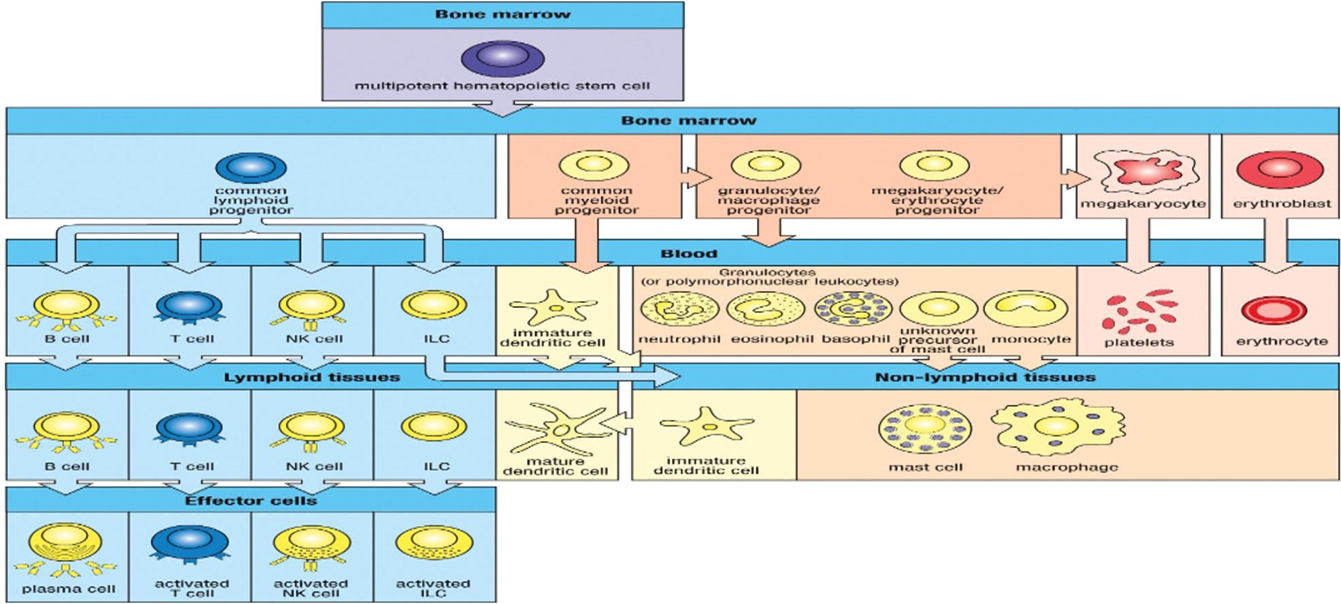 Bone marrow
multipotent hematopoietic stem cell
Bone marrow
common
lymphoid
progenitor
common
myeloid
progenitor
granulocyte/
macrophage
progenitor
megakaryocyte/
erythrocyte
progenitor
megakaryocyte
erythroblast
Blood
B cell
T cell
NK cell
ILC
immature
dendritic cell
Granulocytes
(or polymorphonuclear leukocytes)
neutrophil
eosinophil
basophil
unknown
precursor
of mast cell
monocyte
platelets
erythrocyte
Lymphoid tissues
Non-lymphoid tissues
B cell
T cell
NK cell
ILC
mature
dendritic cell
immature
dendritic cell
mast cell
macrophage
Effector cells
plasma cell
activated
T cell
activated
NK cell
activated
ILC